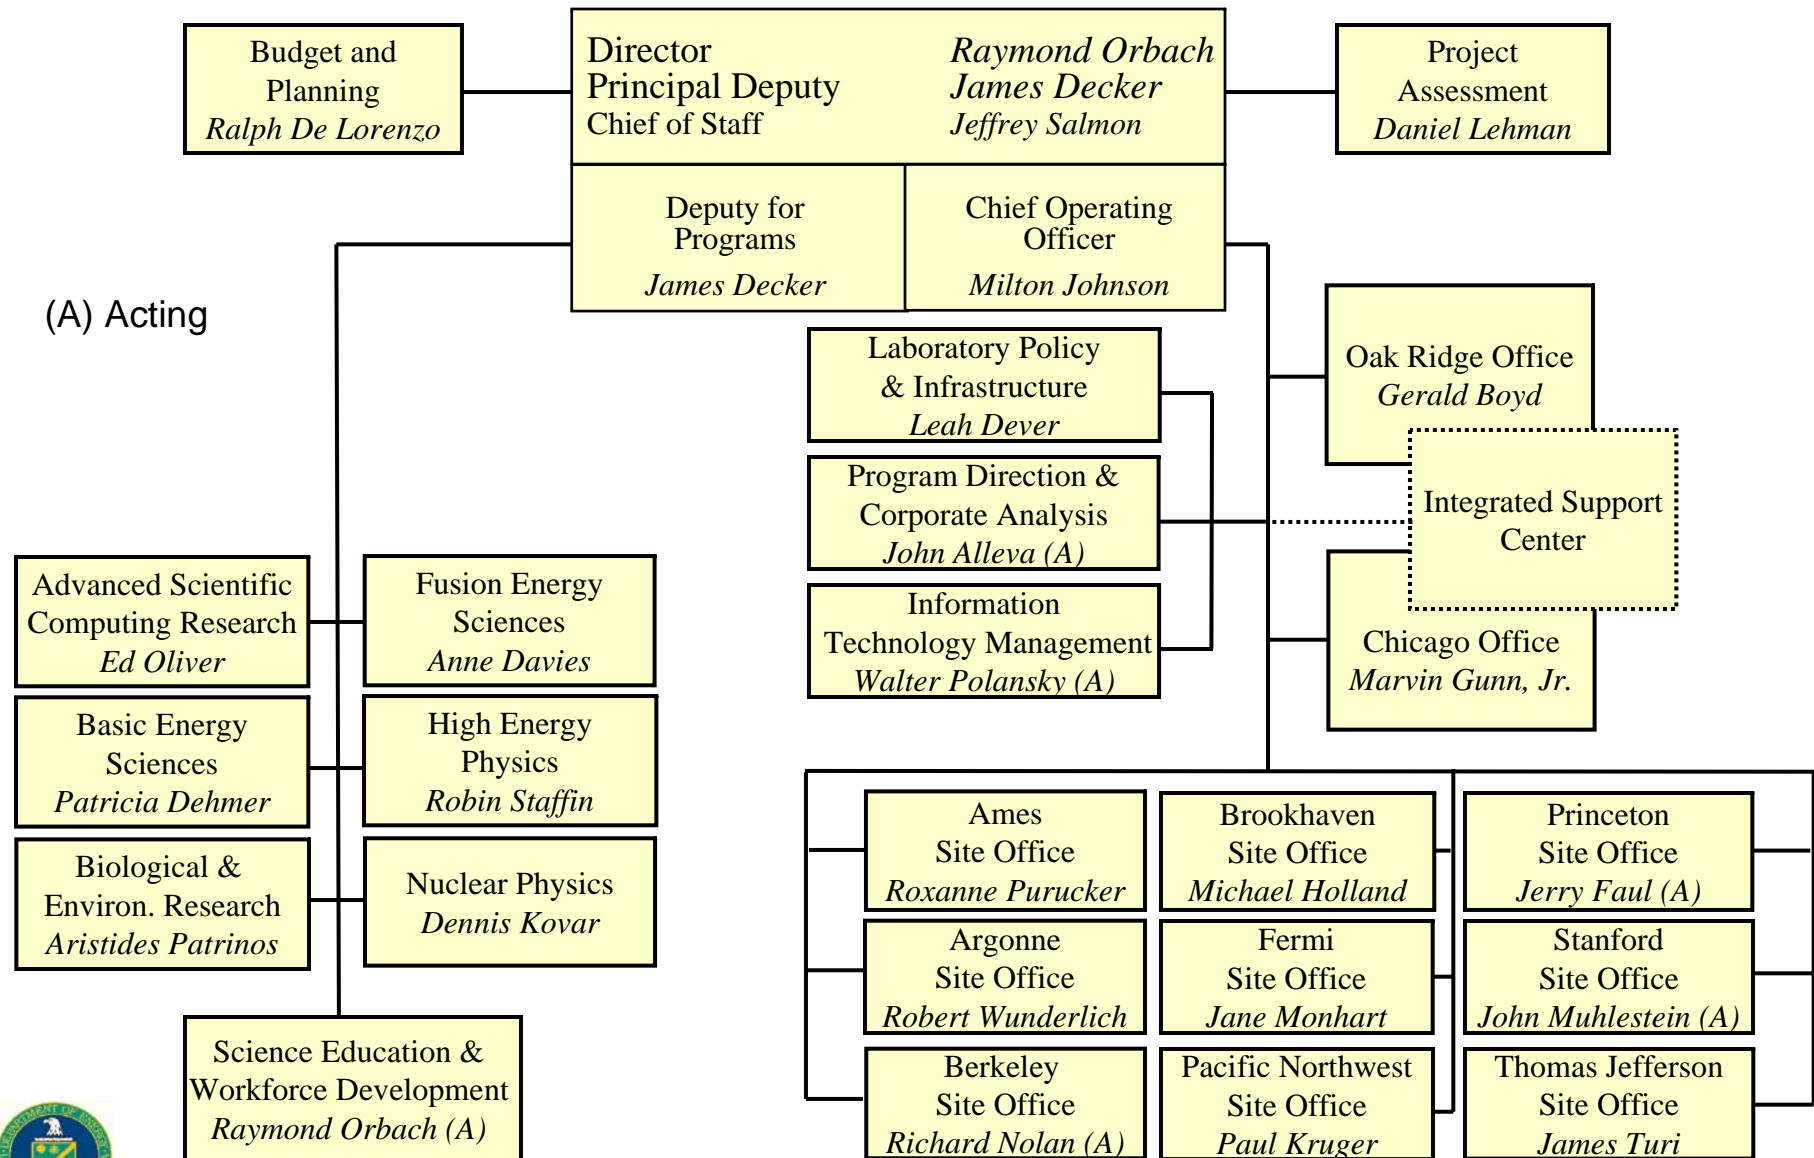 Budget and
Planning
Ralph De Lorenzo
Director Raymond Orbach
Principal Deputy James Decker
Chief of Staff Jeffrey Salmon
Project
Assessment
Daniel Lehman
Deputy for
Programs
James Decker
Chief Operating
Officer
Milton Johnson
(A) Acting
Laboratory Policy
& Infrastructure
Leah Dever
Program Direction &
Corporate Analysis
John Alleva (A)
Information
Technology Management
Walter Polansky (A)
Oak Ridge Office
Gerald Boyd
Integrated Support
Center
Chicago Office
Marvin Gunn, Jr.
Advanced Scientific
Computing Research
Ed Oliver
Fusion Energy
Sciences
Anne Davies
Basic Energy
Sciences
Patricia Dehmer
High Energy
Physics
Robin Staffin
Biological &
Environ. Research
Aristides Patrinos
Nuclear Physics
Dennis Kovar
Science Education &
Workforce Development
Raymond Orbach (A)
Ames
Site Office
Roxanne Purucker
Brookhaven
Site Office
Michael Holland
Princeton
Site Office
Jerry Faul (A)
Argonne
Site Office
Robert Wunderlich
Fermi
Site Office
Jane Monhart
Stanford
Site Office
John Muhlestein (A)
Berkeley
Site Office
Richard Nolan (A)
Pacific Northwest
Site Office
Paul Kruger
Thomas Jefferson
Site Office
James Turi